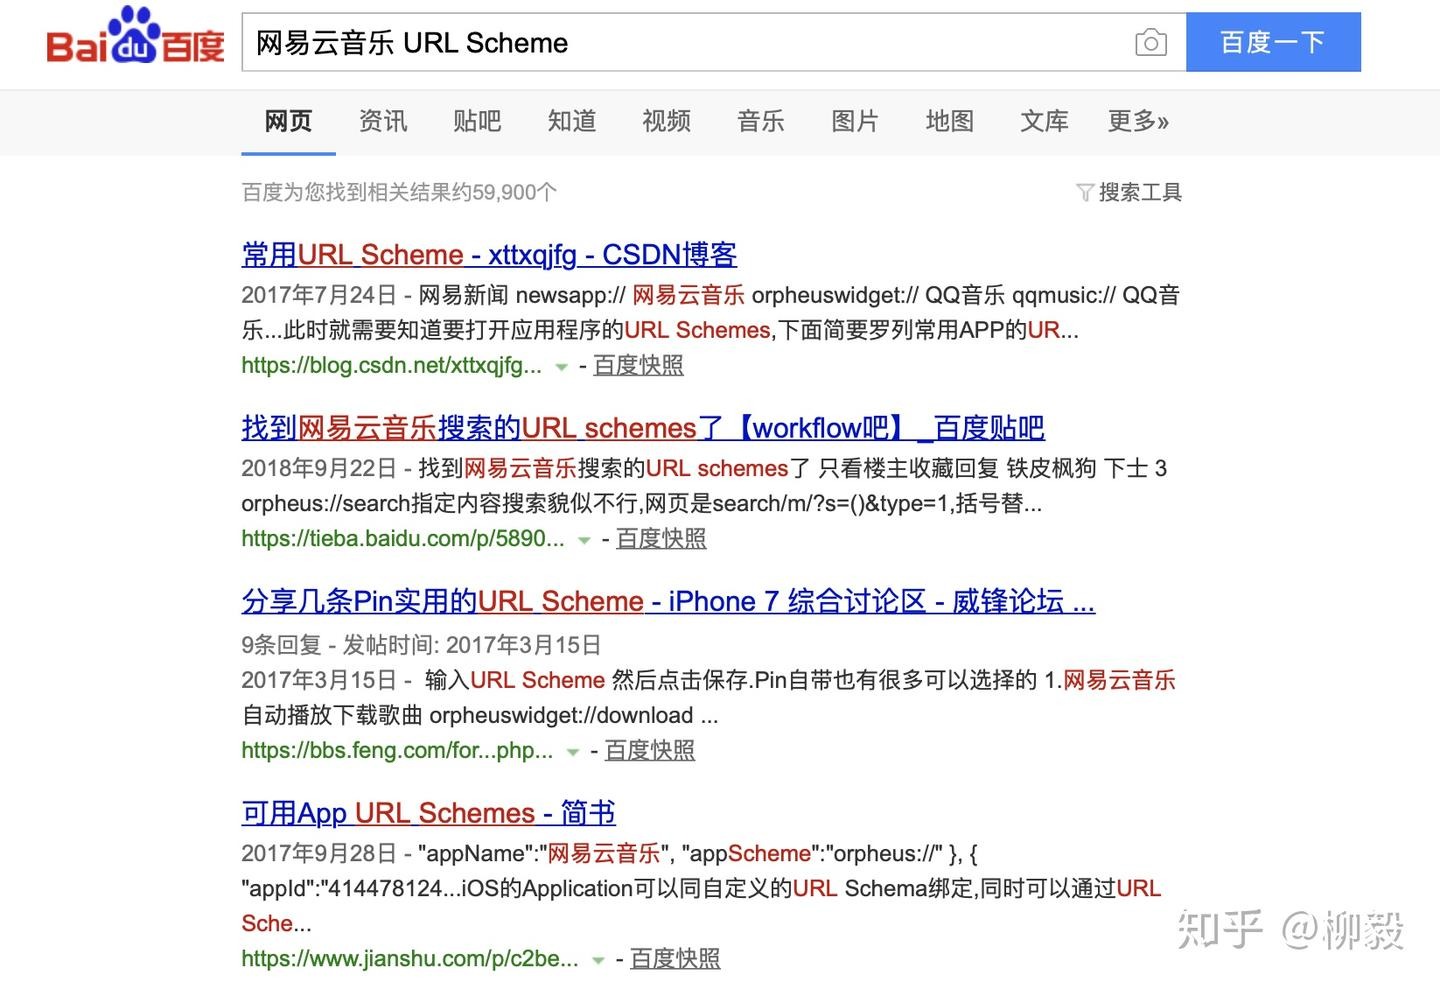 Bai du 百度
网易云音乐 URL Scheme
百度一下
网页 资讯 贴吧 知道 视频 音乐 图片 地图 文库 更多»
百度为您找到相关结果约59,900个 搜索工具
常用URL Scheme - xttxqjfg - CSDN博客
2017年7月24日 - 网易新闻 newsapp:// 网易云音乐 orpheuswidget:// QQ音乐 qqmusic:// QQ音
乐...此时就需要知道要打开应用程序的URL Schemes,下面简要罗列常用APP的UR...
https://blog.csdn.net/xttxqjfg... - 百度快照
找到网易云音乐搜索的URL schemes了【workflow吧】_百度贴吧
2018年9月22日 - 找到网易云音乐搜索的URL schemes了 只看楼主收藏回复 铁皮枫狗 下士 3
orpheus://search指定内容搜索貌似不行,网页是search/m/?s=()&type=1,括号替...
https://tieba.baidu.com/p/5890... - 百度快照
分享几条Pin实用的URL Scheme - iPhone 7 综合讨论区 - 威锋论坛 ...
9条回复 - 发帖时间: 2017年3月15日
2017年3月15日 - 输入URL Scheme 然后点击保存.Pin自带也有很多可以选择的 1.网易云音乐
自动播放下载歌曲 orpheuswidget://download ...
https://bbs.feng.com/for...php... - 百度快照
可用App URL Schemes - 简书
2017年9月28日 - "appName":"网易云音乐", "appScheme":"orpheus://" }, {
"appId":"414478124...iOS的Application可以同自定义的URL Schema绑定,同时可以通过URL
Sche...
https://www.jianshu.com/p/c2be... - 百度快照
知乎 @柳毅